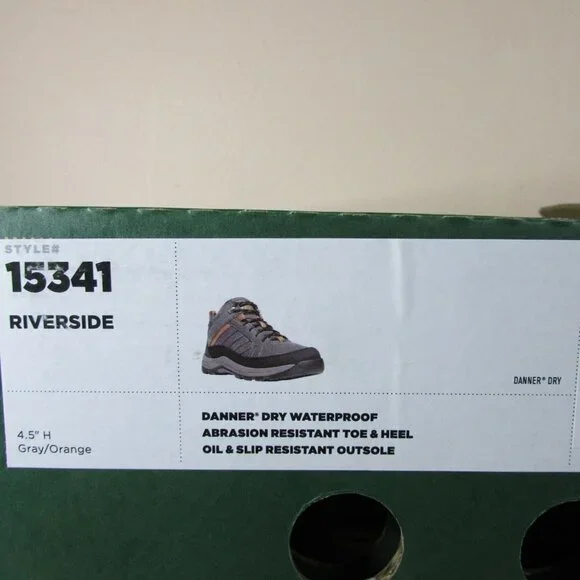 STYLE#
15341
RIVERSIDE
4.5" H
Gray/Orange
DANNER® DRY
DANNER® DRY WATERPROOF
ABRASION RESISTANT TOE & HEEL
OIL & SLIP RESISTANT OUTSOLE